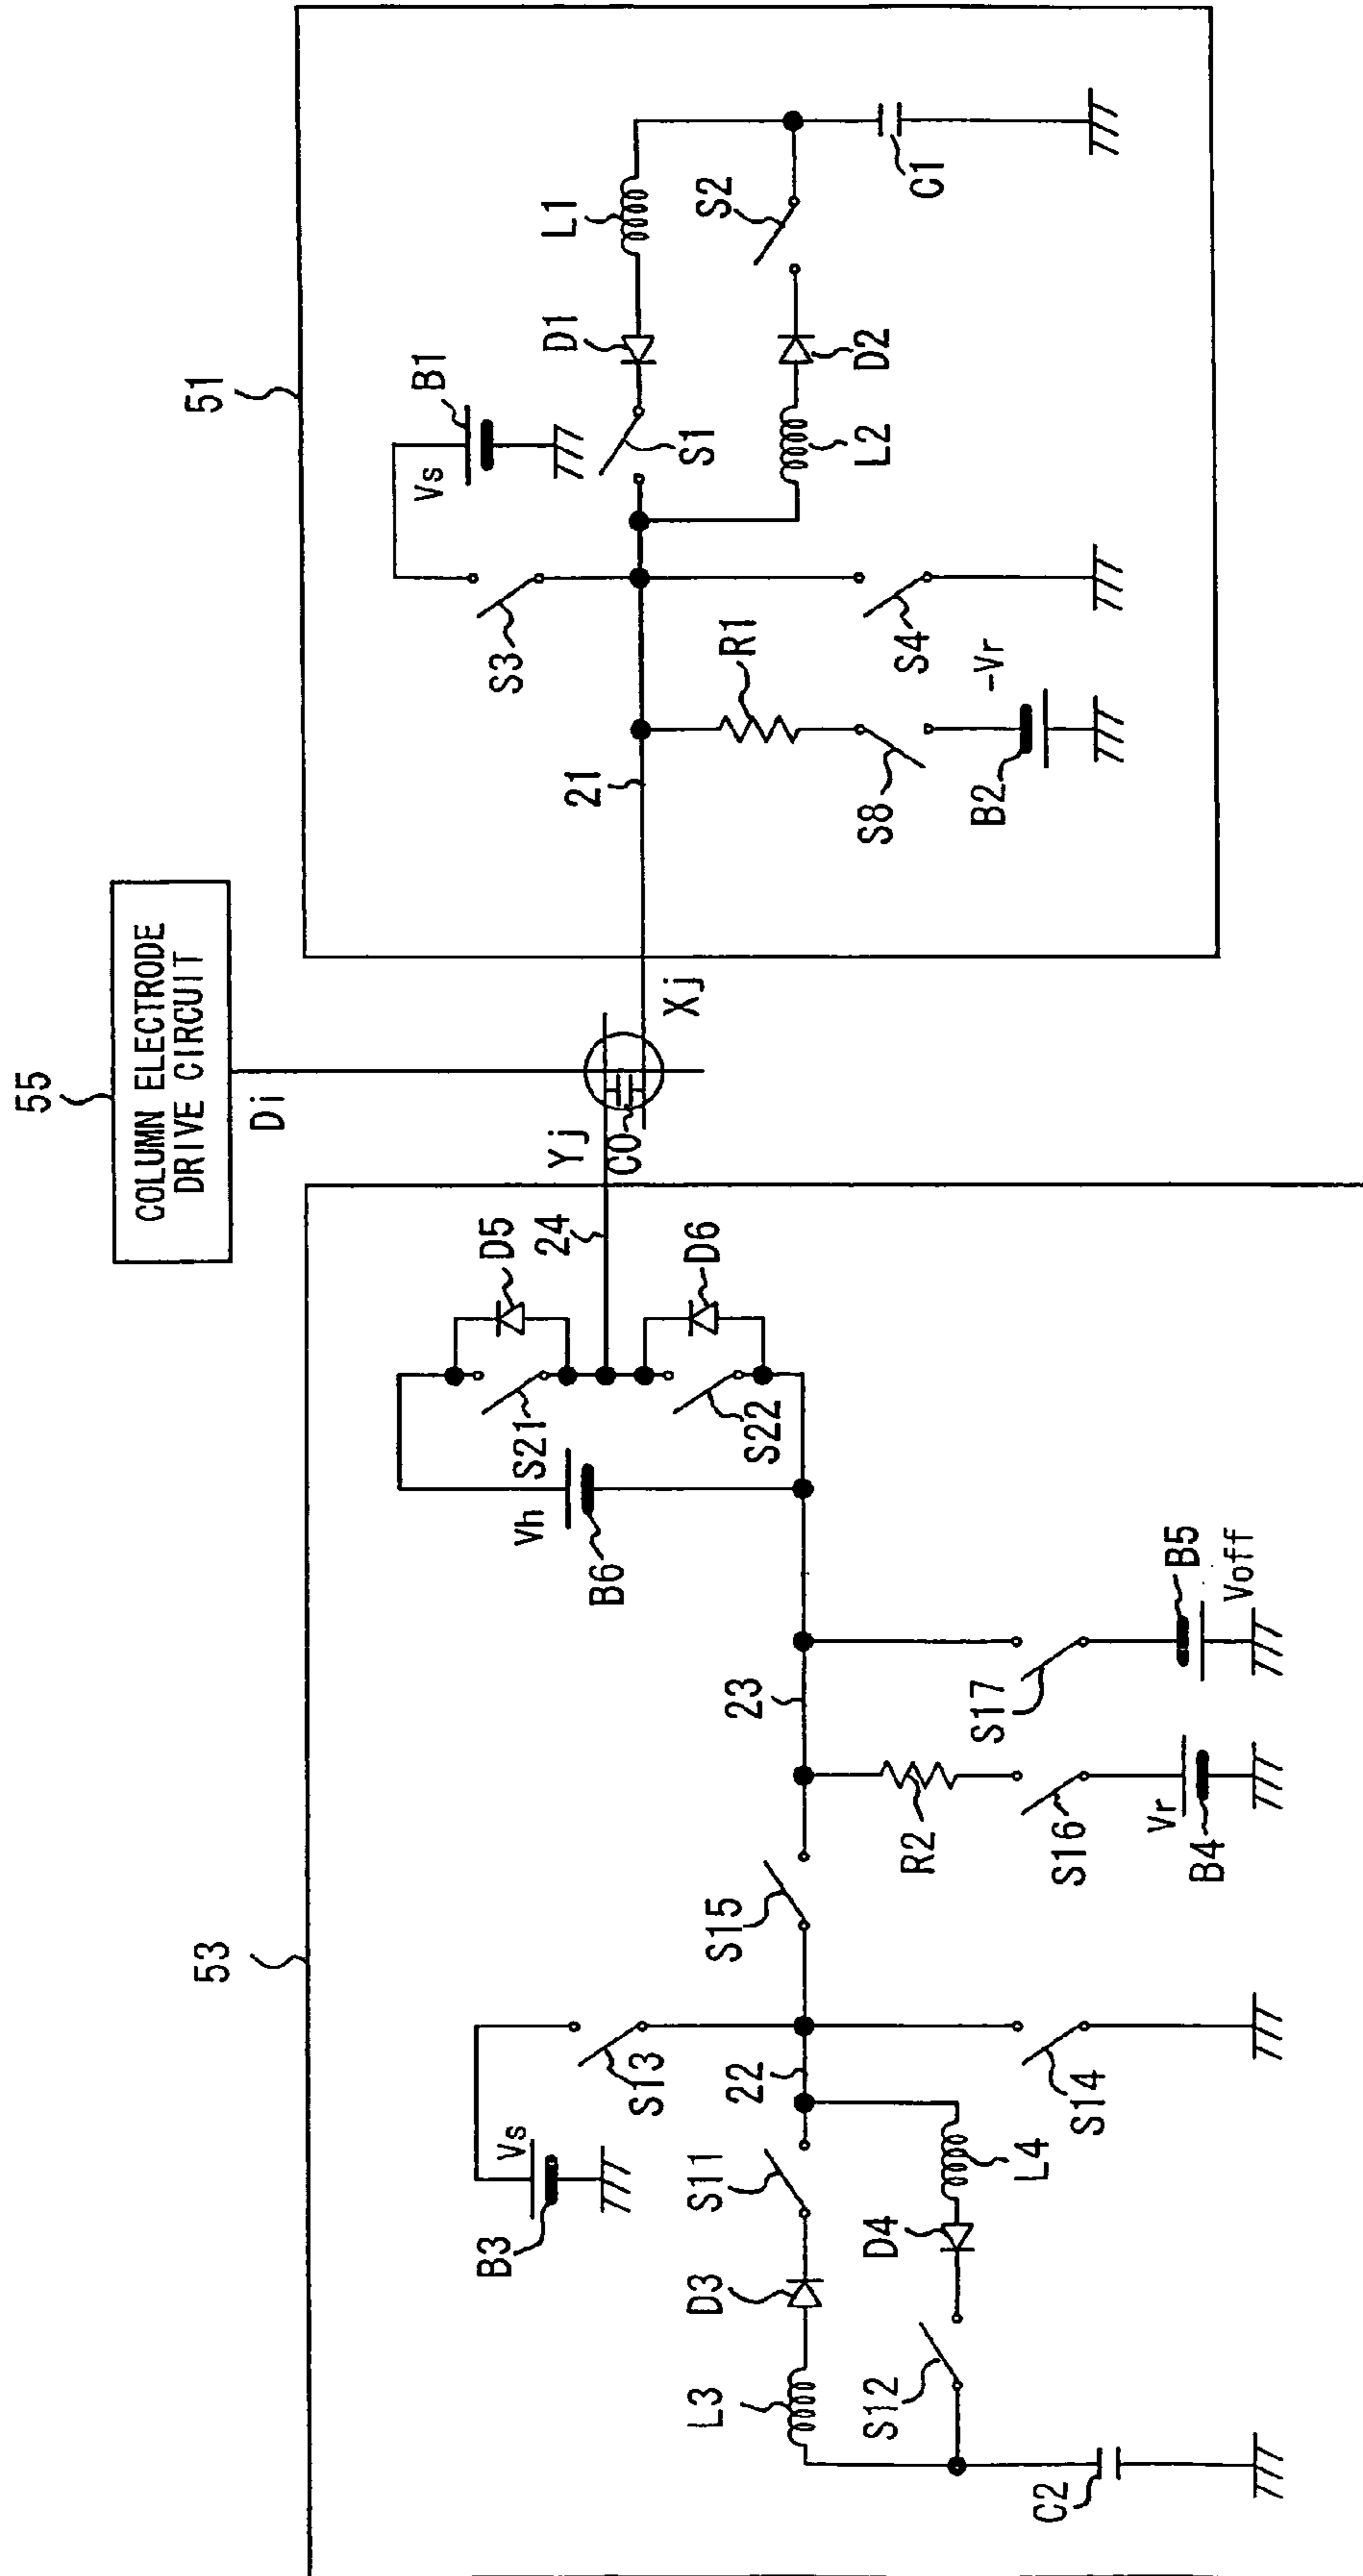 55
COLUMN ELECTRODE
DRIVE CIRCUIT
Di
51
B1
Vs
S3
D1
L1
S1
S2
L2
D2
C1
21
R1
S4
S8
-Vr
B2
Xj
Yj
C0
53
24
D5
D6
S21
S22
Vh
B6
23
S17
B5
Voff
R2
S16
Vr
B4
S15
S13
Vs
B3
22
S14
S11
D3
L3
L4
D4
S12
C2